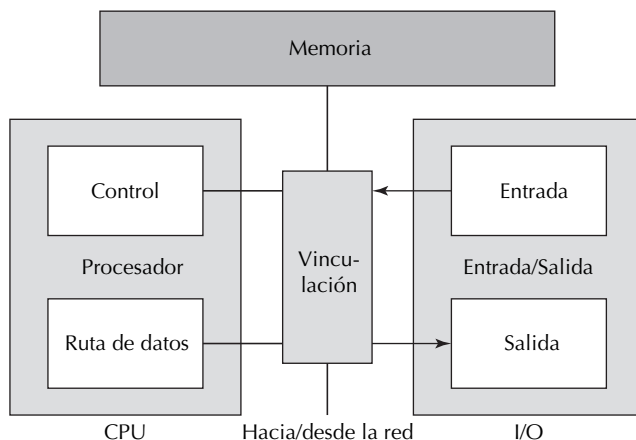 Memoria
Control
Procesador
Ruta de datos
Vincu-
lación
Entrada
Entrada/Salida
Salida
CPU
Hacia/desde la red
I/O